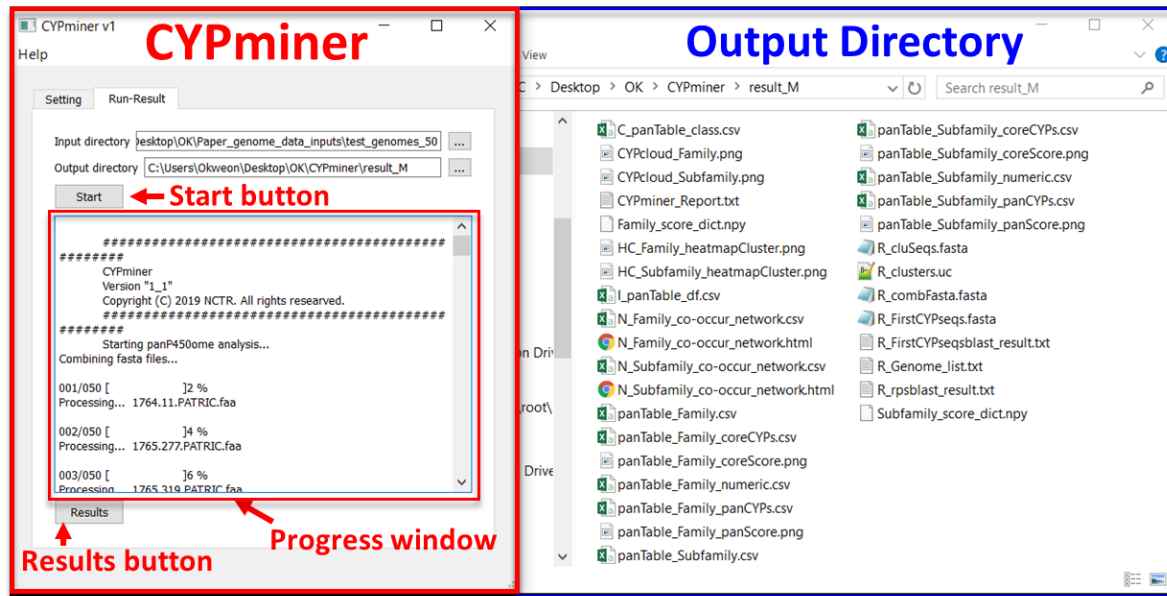 CYPminer v1
CYPminer
Help
Setting
Run-Result
Input directory
)esktop\OK\Paper_genome_data_inputs\test_genomes_50
...
Output directory
C:\Users\Okweon\Desktop\OK\CYPminer\result_M
...
Start
Start button
##########################################
########
CYPminer
Version "1_1"
Copyright (C) 2019 NCTR. All rights researved.
##########################################
########
Starting panP450ome analysis...
Combining fasta files...
001/050 [ ]2 %
Processing... 1764.11.PATRIC.faa
002/050 [ ]4 %
Processing... 1765.277.PATRIC.faa
003/050 [ ]6 %
Processing... 1765.319.PATRIC.faa
Results
Progress window
Results button
Output Directory
View
?
C > Desktop > OK > CYPminer > result_M
Search result_M
on Driv
\root\
Drive
C_panTable_class.csv
CYPcloud_Family.png
CYPcloud_Subfamily.png
CYPminer_Report.txt
Family_score_dict.npy
HC_Family_heatmapCluster.png
HC_Subfamily_heatmapCluster.png
I_panTable_df.csv
N_Family_co-occur_network.csv
N_Family_co-occur_network.html
N_Subfamily_co-occur_network.csv
N_Subfamily_co-occur_network.html
panTable_Family.csv
panTable_Family_coreCYPs.csv
panTable_Family_coreScore.png
panTable_Family_numeric.csv
panTable_Family_panCYPs.csv
panTable_Family_panScore.png
panTable_Subfamily.csv
panTable_Subfamily_coreCYPs.csv
panTable_Subfamily_coreScore.png
panTable_Subfamily_numeric.csv
panTable_Subfamily_panCYPs.csv
panTable_Subfamily_panScore.png
R_cluSeqs.fasta
R_clusters.uc
R_combFasta.fasta
R_FirstCYPseqs.fasta
R_FirstCYPseqsblast_result.txt
R_Genome_list.txt
R_rpsblast_result.txt
Subfamily_score_dict.npy